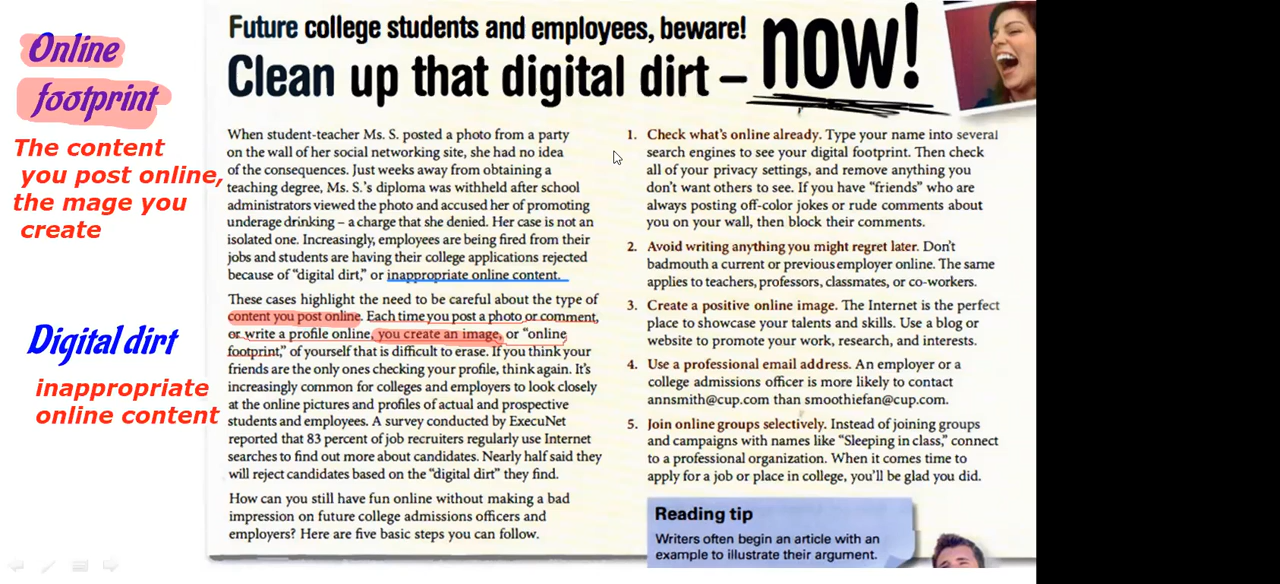 Online
footprint
The content
you post online,
the mage you
create
Digital dirt
inappropriate
online content
Future college students and employees, beware!
Clean up that digital dirt – now!
When student-teacher Ms. S. posted a photo from a party
on the wall of her social networking site, she had no idea
of the consequences. Just weeks away from obtaining a
teaching degree, Ms. S.'s diploma was withheld after school
administrators viewed the photo and accused her of promoting
underage drinking – a charge that she denied. Her case is not an
isolated one. Increasingly, employees are being fired from their
jobs and students are having their college applications rejected
because of "digital dirt," or inappropriate online content.
These cases highlight the need to be careful about the type of
content you post online. Each time you post a photo or comment,
or write a profile online, you create an image, or "online
footprint," of yourself that is difficult to erase. If you think your
friends are the only ones checking your profile, think again. It's
increasingly common for colleges and employers to look closely
at the online pictures and profiles of actual and prospective
students and employees. A survey conducted by ExecuNet
reported that 83 percent of job recruiters regularly use Internet
searches to find out more about candidates. Nearly half said they
will reject candidates based on the "digital dirt" they find.
How can you still have fun online without making a bad
impression on future college admissions officers and
employers? Here are five basic steps you can follow.
1. Check what's online already. Type your name into several
search engines to see your digital footprint. Then check
all of your privacy settings, and remove anything you
don't want others to see. If you have "friends" who are
always posting off-color jokes or rude comments about
you on your wall, then block their comments.
2. Avoid writing anything you might regret later. Don't
badmouth a current or previous employer online. The same
applies to teachers, professors, classmates, or co-workers.
3. Create a positive online image. The Internet is the perfect
place to showcase your talents and skills. Use a blog or
website to promote your work, research, and interests.
4. Use a professional email address. An employer or a
college admissions officer is more likely to contact
annsmith@cup.com than smoothiefan@cup.com.
5. Join online groups selectively. Instead of joining groups
and campaigns with names like "Sleeping in class," connect
to a professional organization. When it comes time to
apply for a job or place in college, you'll be glad you did.
Reading tip
Writers often begin an article with an
example to illustrate their argument.